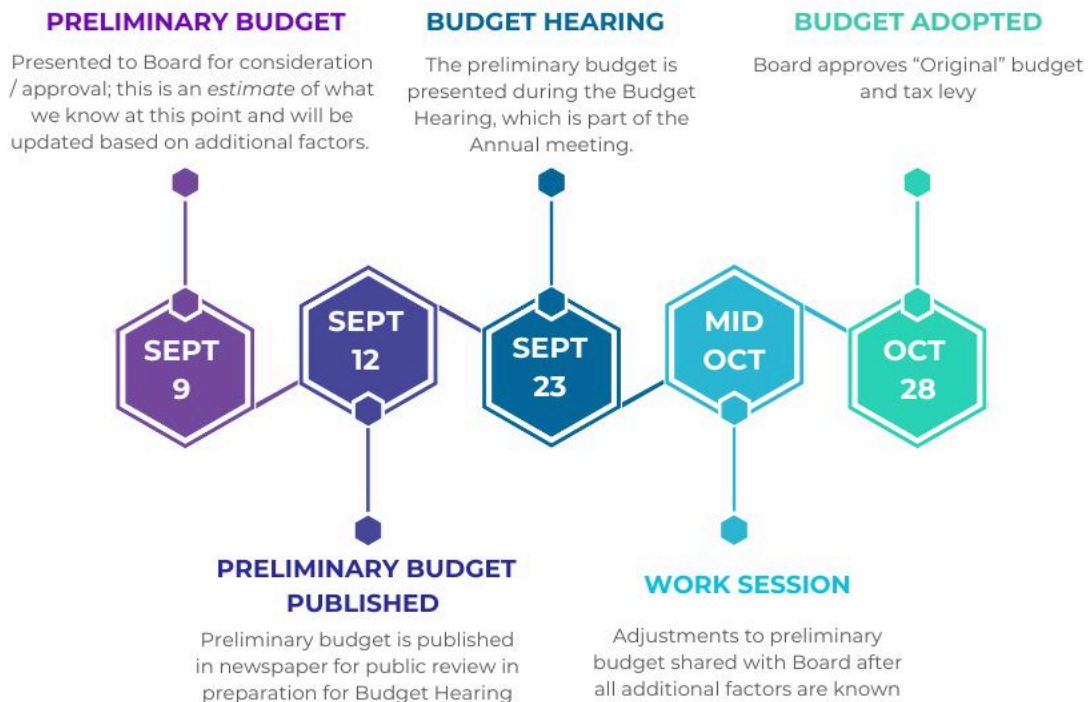 PRELIMINARY BUDGET
Presented to Board for consideration
/ approval; this is an estimate of what
we know at this point and will be
updated based on additional factors.
BUDGET HEARING
The preliminary budget is
presented during the Budget
Hearing, which is part of the
Annual meeting.
BUDGET ADOPTED
Board approves “Original” budget
and tax levy
SEPT
9
SEPT
12
SEPT
23
MID
OCT
OCT
28
PRELIMINARY BUDGET
PUBLISHED
Preliminary budget is published
in newspaper for public review in
preparation for Budget Hearing
WORK SESSION
Adjustments to preliminary
budget shared with Board after
all additional factors are known